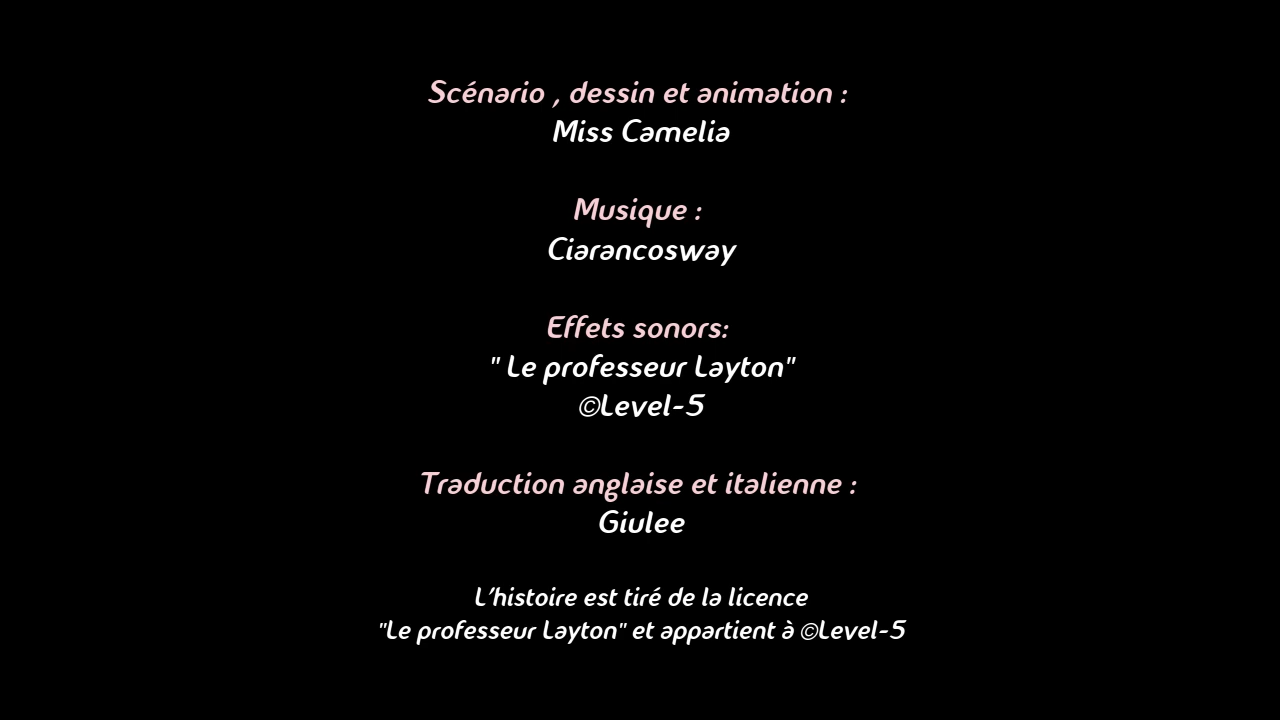 Scénario , dessin et animation :
Miss Camelia
Musique :
Ciarancosway
Effets sonors:
" Le professeur Layton"
©Level-5
Traduction anglaise et italienne :
Giulee
L'histoire est tiré de la licence
"Le professeur Layton" et appartient à ©Level-5